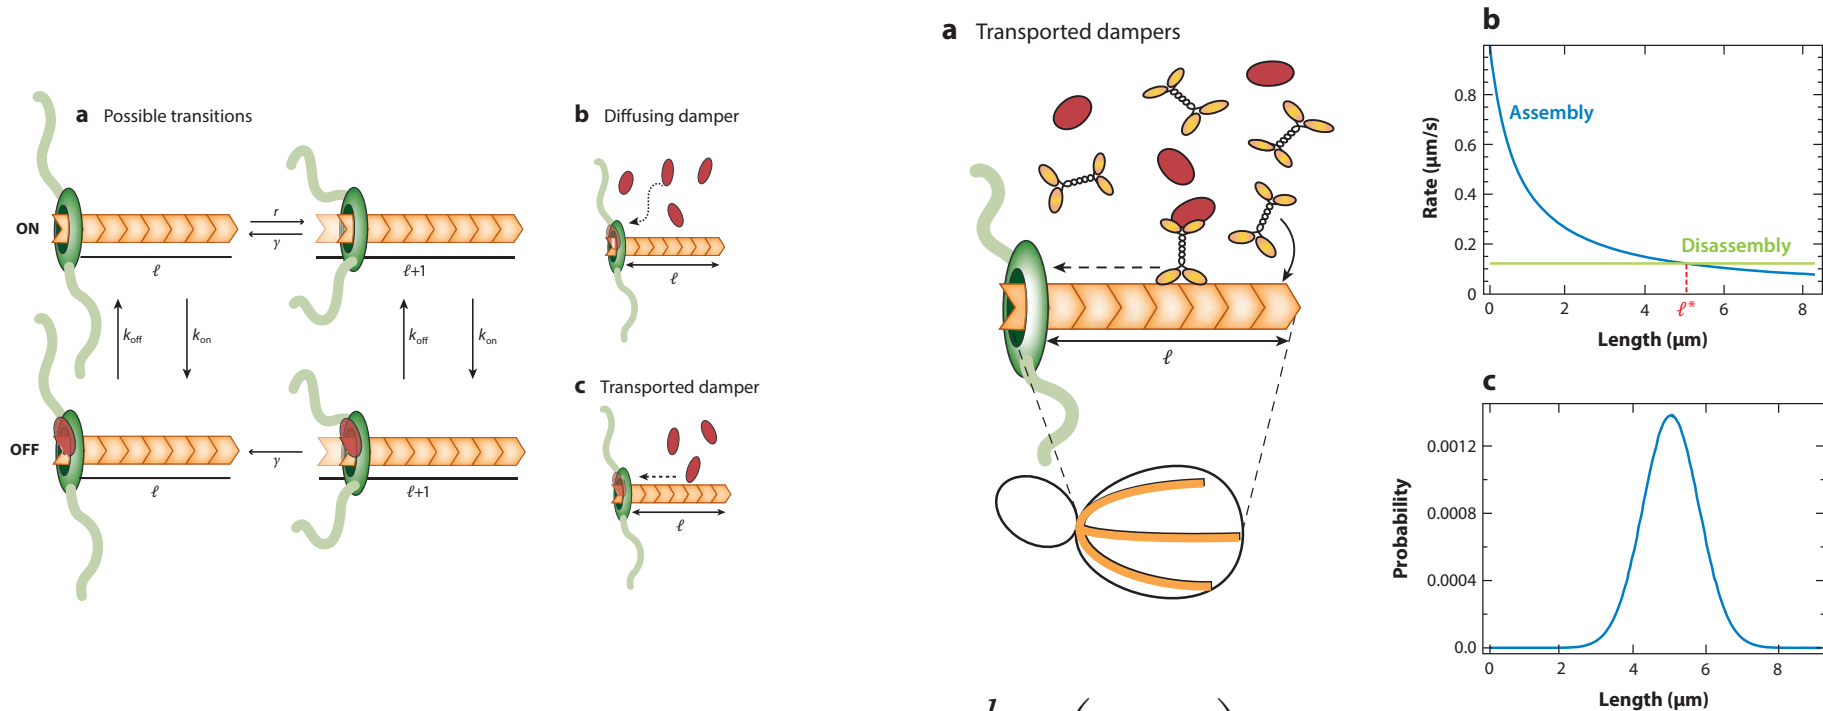 a Possible transitions
ON
r
γ
ℓ
ℓ+1
k_off
k_on
k_off
k_on
OFF
γ
ℓ
ℓ+1
b Diffusing damper
ℓ
c Transported damper
ℓ
a Transported dampers
ℓ
b
Rate (μm/s)
0.8
0.6
0.4
0.2
0
Assembly
Disassembly
0 2 4 ℓ* 6 8
Length (μm)
c
Probability
0.0012
0.0008
0.0004
0.0
0 2 4 6 8
Length (μm)